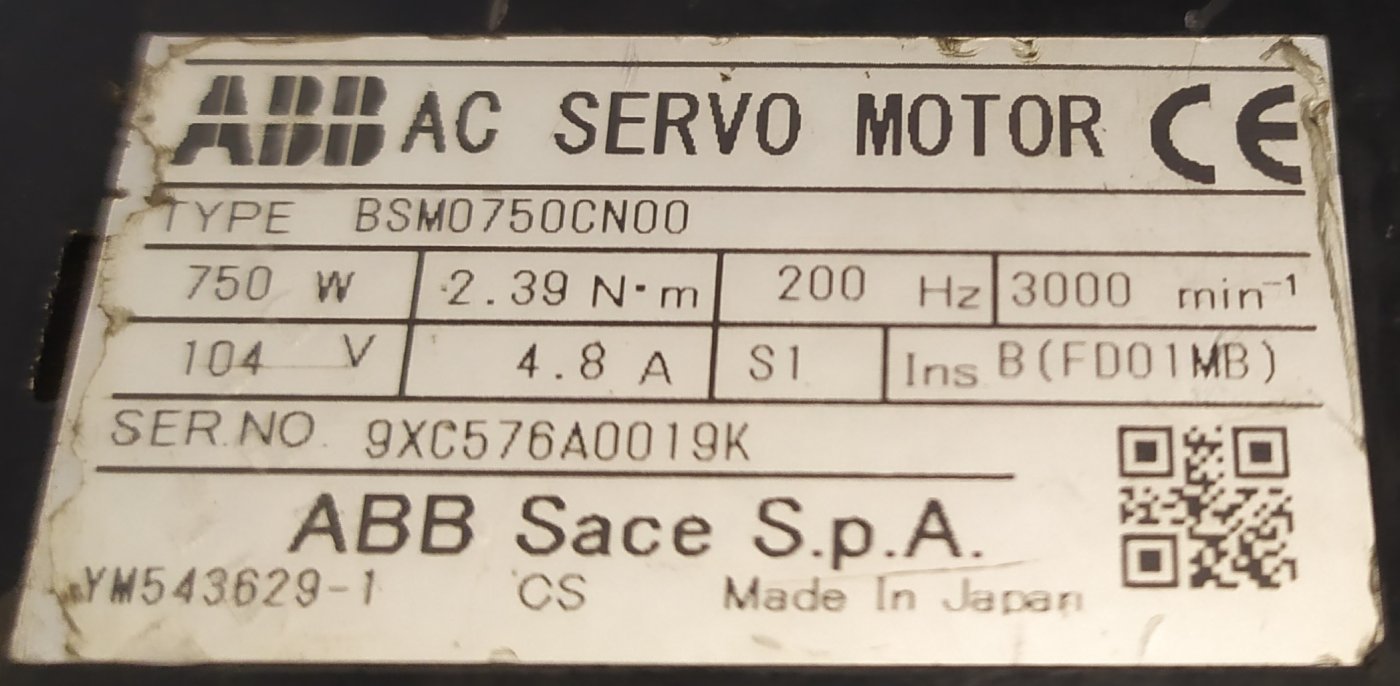 ABB AC SERVO MOTOR CE
TYPE BSM0750CN00
750 W 2.39 N·m 200 Hz 3000 min⁻¹
104 V 4.8 A S1 Ins B(FD01MB)
SER.NO. 9XC576A0019K
ABB Sace S.p.A.
YM543629-1 CS Made In Japan